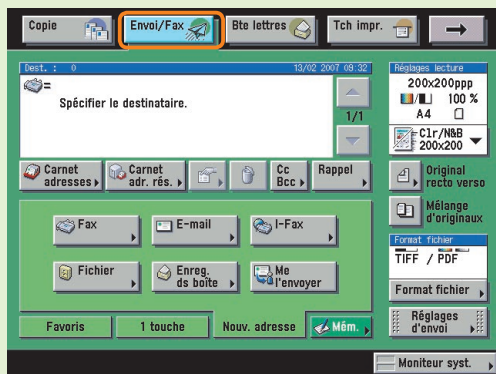 Copie
Envoi/Fax
Bte lettres
Tch impr.
Dest. : 0
13/02 2007 09:32
Spécifier le destinataire.
1/1
Réglages lecture
200x200ppp
100 %
A4
Clr/N&B
200x200
Carnet
adresses
Carnet
adr. rés.
Cc
Bcc
Rappel
Original
recto verso
Mélange
d'originaux
Fax
E-mail
I-Fax
Fichier
Enreg.
ds boîte
Me
l'envoyer
Format fichier
TIFF / PDF
Format fichier
Favoris
1 touche
Nouv. adresse
Mém.
Réglages
d'envoi
Moniteur syst.